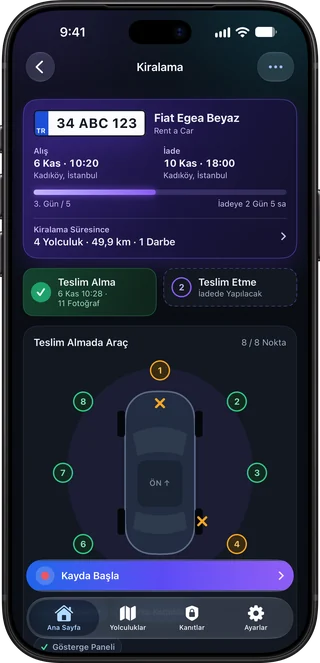 9:41
Kiralama
TR 34 ABC 123
Fiat Egea Beyaz
Rent a Car
Alış
6 Kas · 10:20
Kadıköy, İstanbul
İade
10 Kas · 18:00
Kadıköy, İstanbul
3. Gün / 5
İadeye 2 Gün 5 sa
Kiralama Süresince
4 Yolculuk · 49,9 km · 1 Darbe
Teslim Alma
6 Kas 10:28 ·
11 Fotoğraf
2
Teslim Etme
İadede Yapılacak
Teslim Almada Araç
8 / 8 Nokta
1
8
2
7
ÖN ↑
3
6
4
Kayda Başla
Ana Sayfa
Yolculuklar
Kanıtlar
Ayarlar
Gösterge Paneli